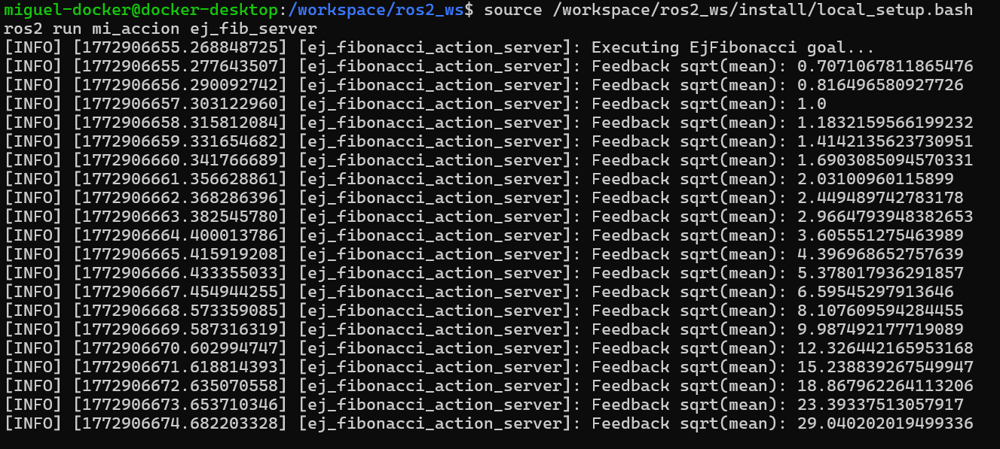 miguel-docker@docker-desktop:/workspace/ros2_ws$ source /workspace/ros2_ws/install/local_setup.bash
ros2 run mi_accion ej_fib_server
[INFO] [1772906655.268848725] [ej_fibonacci_action_server]: Executing EjFibonacci goal...
[INFO] [1772906655.277643507] [ej_fibonacci_action_server]: Feedback sqrt(mean): 0.7071067811865476
[INFO] [1772906656.290092742] [ej_fibonacci_action_server]: Feedback sqrt(mean): 0.816496580927726
[INFO] [1772906657.303122960] [ej_fibonacci_action_server]: Feedback sqrt(mean): 1.0
[INFO] [1772906658.315812084] [ej_fibonacci_action_server]: Feedback sqrt(mean): 1.1832159566199232
[INFO] [1772906659.331654682] [ej_fibonacci_action_server]: Feedback sqrt(mean): 1.4142135623730951
[INFO] [1772906660.341766689] [ej_fibonacci_action_server]: Feedback sqrt(mean): 1.6903085094570331
[INFO] [1772906661.356628861] [ej_fibonacci_action_server]: Feedback sqrt(mean): 2.03100960115899
[INFO] [1772906662.368286396] [ej_fibonacci_action_server]: Feedback sqrt(mean): 2.449489742783178
[INFO] [1772906663.382545780] [ej_fibonacci_action_server]: Feedback sqrt(mean): 2.9664793948382653
[INFO] [1772906664.400013786] [ej_fibonacci_action_server]: Feedback sqrt(mean): 3.605551275463989
[INFO] [1772906665.415919208] [ej_fibonacci_action_server]: Feedback sqrt(mean): 4.396968652757639
[INFO] [1772906666.433355033] [ej_fibonacci_action_server]: Feedback sqrt(mean): 5.378017936291857
[INFO] [1772906667.454944255] [ej_fibonacci_action_server]: Feedback sqrt(mean): 6.59545297913646
[INFO] [1772906668.573359085] [ej_fibonacci_action_server]: Feedback sqrt(mean): 8.107609594284455
[INFO] [1772906669.587316319] [ej_fibonacci_action_server]: Feedback sqrt(mean): 9.987492177719089
[INFO] [1772906670.602994747] [ej_fibonacci_action_server]: Feedback sqrt(mean): 12.326442165953168
[INFO] [1772906671.618814393] [ej_fibonacci_action_server]: Feedback sqrt(mean): 15.238839267549947
[INFO] [1772906672.635070558] [ej_fibonacci_action_server]: Feedback sqrt(mean): 18.867962264113206
[INFO] [1772906673.653710346] [ej_fibonacci_action_server]: Feedback sqrt(mean): 23.39337513057917
[INFO] [1772906674.682203328] [ej_fibonacci_action_server]: Feedback sqrt(mean): 29.040202019499336